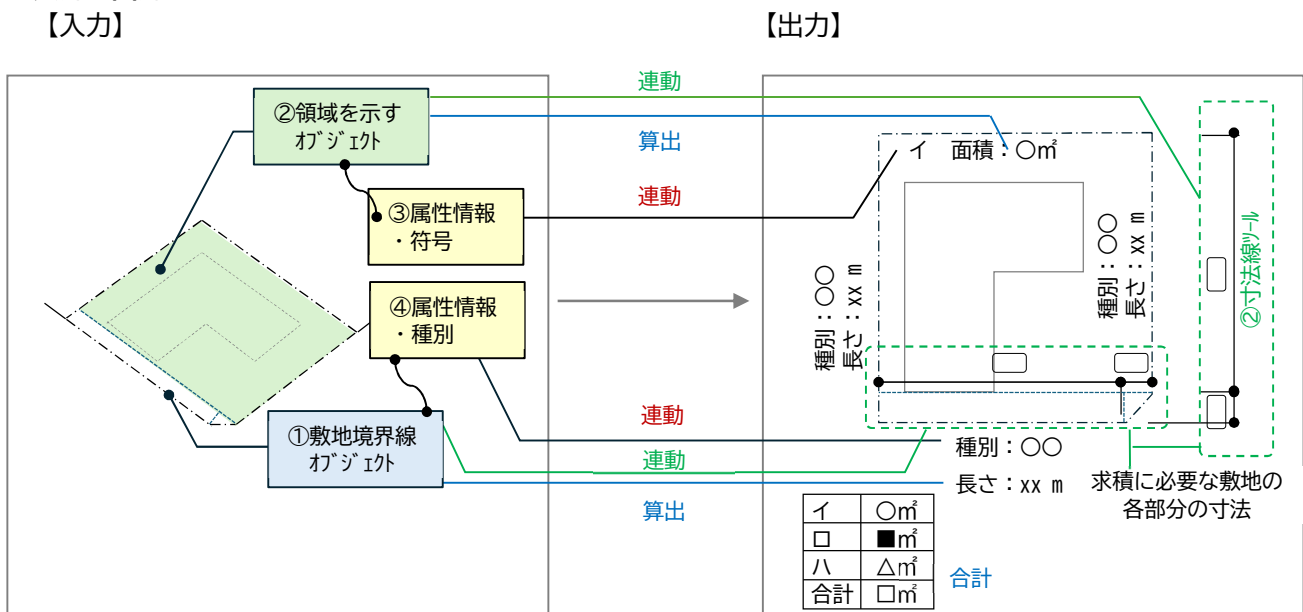 【入力】
【出力】
②領域を示す
ｵﾌﾞｼﾞｪｸﾄ
③属性情報
・符号
④属性情報
・種別
①敷地境界線
ｵﾌﾞｼﾞｪｸﾄ
連動
算出
連動
連動
連動
算出
イ 面積：〇㎡
種別：〇〇
長さ：xx m
種別：〇〇
長さ：xx m
②寸法線ﾂｰﾙ
種別：〇〇
長さ：xx m
求積に必要な敷地の
各部分の寸法
イ 〇㎡
ロ ■㎡
ハ △㎡
合計 □㎡
合計